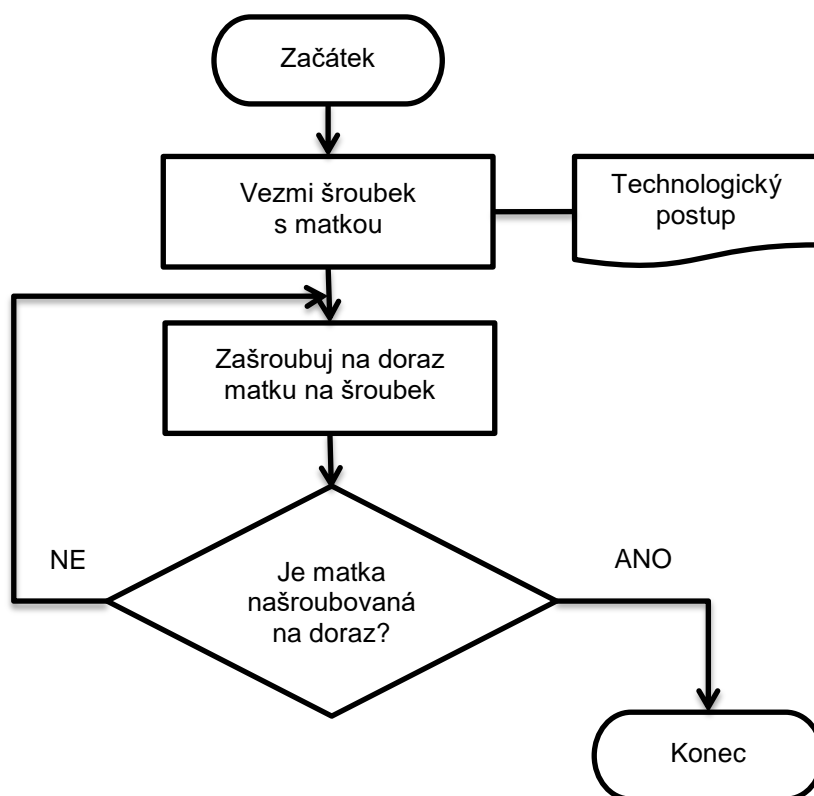 Začátek
Vezmi šroubek
s matkou
Technologický
postup
Zašroubuj na doraz
matku na šroubek
NE
ANO
Je matka
našroubovaná
na doraz?
Konec